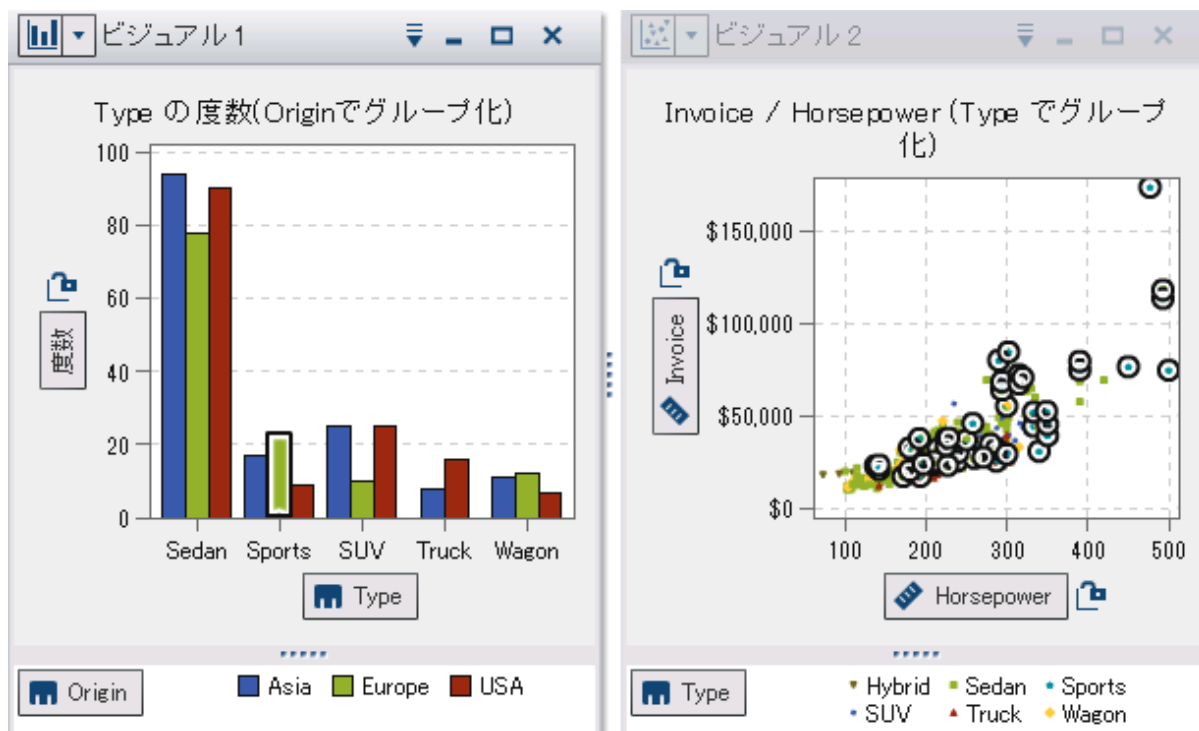 ビジュアル 1
Type の度数(Originでグループ化)
100
80
60
40
20
0
度数
Sedan Sports SUV Truck Wagon
Type
Origin
Asia Europe USA
ビジュアル 2
Invoice / Horsepower (Type でグループ
化)
$150,000
$100,000
$50,000
$0
Invoice
100 200 300 400 500
Horsepower
Type
Hybrid Sedan Sports
SUV Truck Wagon